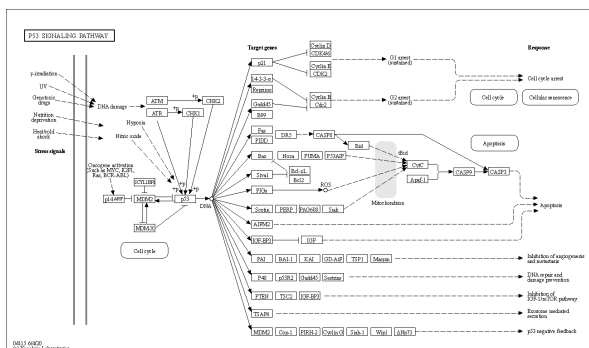 P53 SIGNALING PATHWAY
Target genes
Response
Cyclin D
CDK4/6
p21
G1 arrest
(sustained)
Cyclin E
CDK2
Cell cycle arrest
γ-irradiation
UV
Genotoxic
drugs
Nutrition
deprivation
Heat/cold
shock
Stress signals
DNA damage
ATM
CHK2
ATR
CHK1
+p
+p
+p
+p
+p
Hypoxia
Nitric oxide
14-3-3-σ
Reprimo
Gadd45
B99
Cyclin B
Cdc2
G2 arrest
(sustained)
Cell cycle
Cellular senescence
Fas
PIDD
DR5
CASP8
Bid
tBid
Apoptosis
Bax
Noxa
PUMA
P53AIP
Bcl-xL
Bcl2
Siva
CytC
Apaf-1
CASP9
CASP3
PIGs
ROS
Mitochondrion
Oncogene activation
(Such as MYC, E2F1,
Ras, BCR-ABL)
p14ARF
MDM2
p53
MDM-X
DNA
Cell cycle
Scotin
PERP
PAG608
Siah
Apoptosis
AIFM2
IGF-BP3
IGF
PAI
BAI-1
KAI
GD-AiF
TSP1
Maspin
Inhibition of angiogenesis
and metastasis
P48
p53R2
Gadd45
Sestrins
DNA repair and
damage prevention
PTEN
TSC2
IGF-BP3
Inhibition of
IGF-1/mTOR pathway
TSAP6
Exosome mediated
secretion
MDM2
Cop-1
PIRH-2
Cyclin G
Siah-1
Wip1
ΔNp73
p53 negative feedback
04115 6/4/20